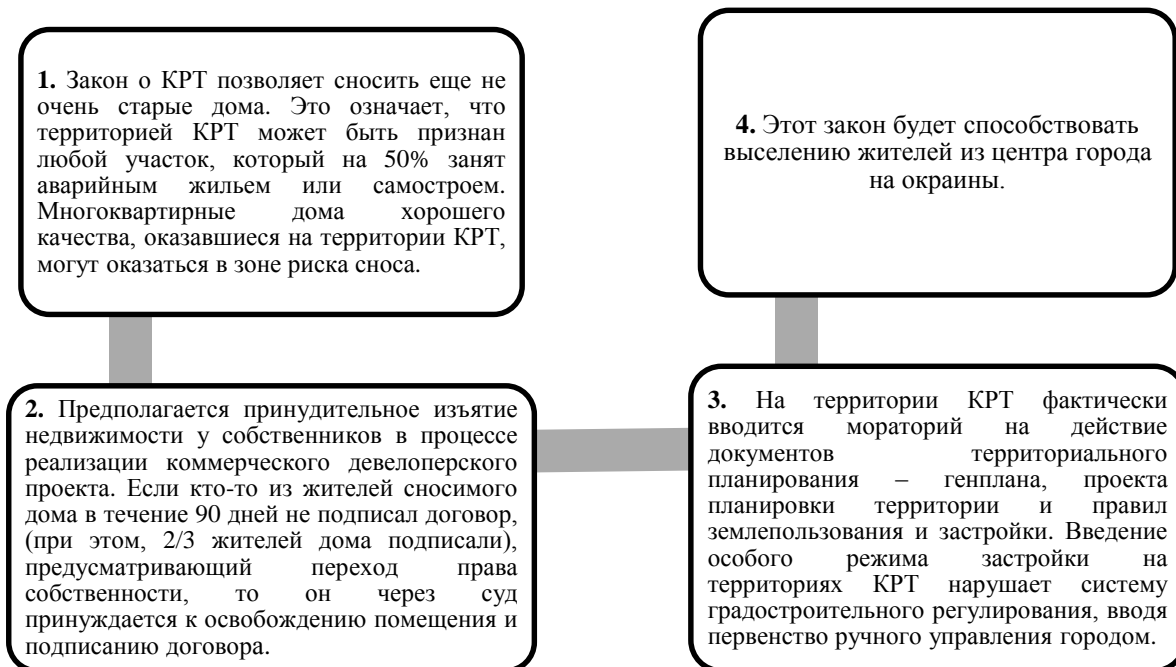 1. Закон о КРТ позволяет сносить еще не
очень старые дома. Это означает, что
территорией КРТ может быть признан
любой участок, который на 50% занят
аварийным жильем или самостроем.
Многоквартирные дома хорошего
качества, оказавшиеся на территории КРТ,
могут оказаться в зоне риска сноса.
2. Предполагается принудительное изъятие
недвижимости у собственников в процессе
реализации коммерческого девелоперского
проекта. Если кто-то из жителей сносимого
дома в течение 90 дней не подписал договор,
(при этом, 2/3 жителей дома подписали),
предусматривающий переход права
собственности, то он через суд
принуждается к освобождению помещения и
подписанию договора.
3. На территории КРТ фактически
вводится мораторий на действие
документов территориального
планирования – генплана, проекта
планировки территории и правил
землепользования и застройки. Введение
особого режима застройки на
территориях КРТ нарушает систему
градостроительного регулирования, вводя
первенство ручного управления городом.
4. Этот закон будет способствовать
выселению жителей из центра города
на окраины.